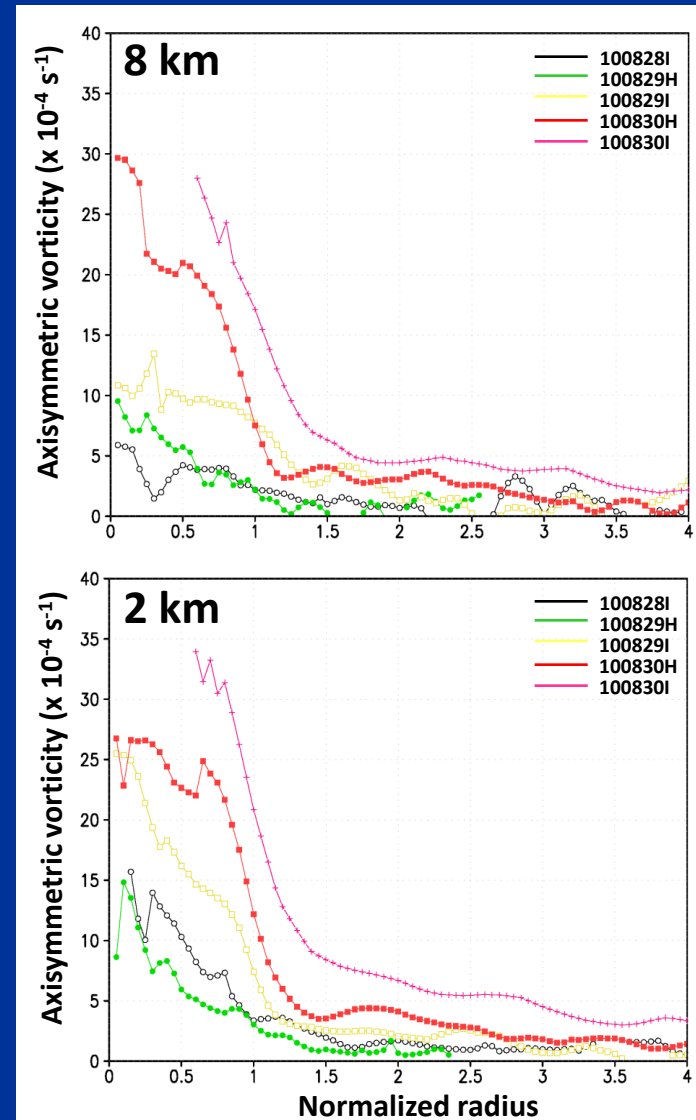 8 km
100828I
100829H
100829I
100830H
100830I
Axisymmetric vorticity (x 10⁻⁴ s⁻¹)
40
35
30
25
20
15
10
5
0
0 0.5 1 1.5 2 2.5 3 3.5 4
2 km
100828I
100829H
100829I
100830H
100830I
Axisymmetric vorticity (x 10⁻⁴ s⁻¹)
40
35
30
25
20
15
10
5
0
0 0.5 1.0 1.5 2.0 2.5 3 3.5 4
Normalized radius